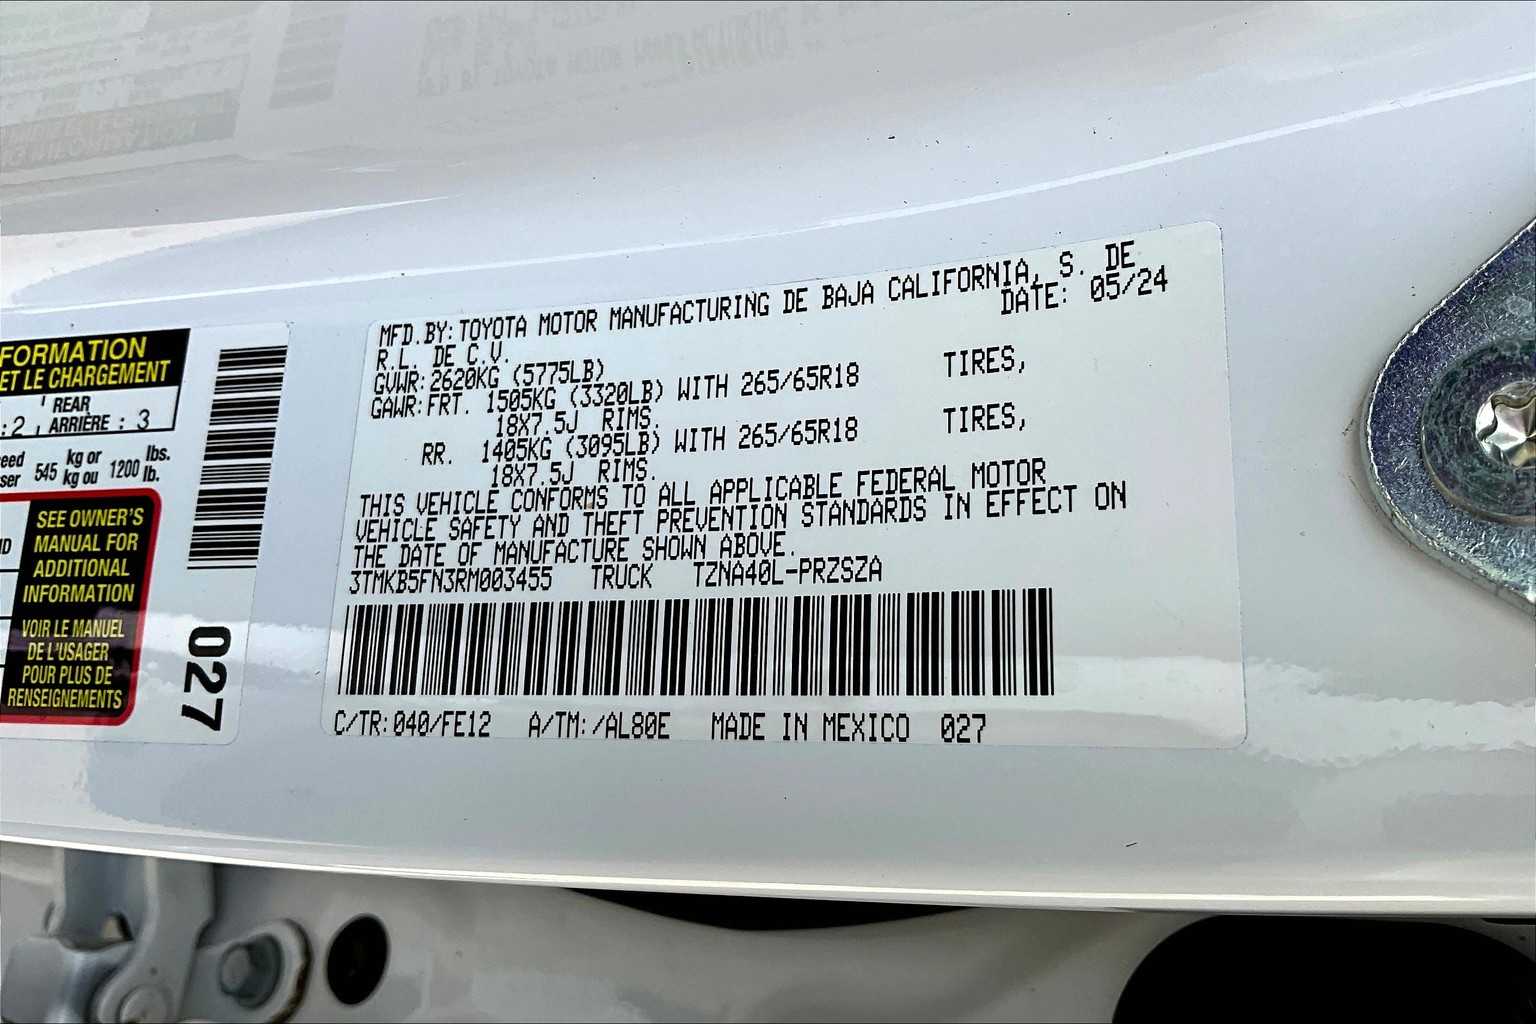 FORMATION
ET LE CHARGEMENT
: 2 , REAR
ARRIÈRE : 3
545 kg or
kg ou 1200 lbs.
lb.
SEE OWNER'S
MANUAL FOR
ADDITIONAL
INFORMATION
VOIR LE MANUEL
DE L'USAGER
POUR PLUS DE
RENSEIGNEMENTS
027
MFD.BY:TOYOTA MOTOR MANUFACTURING DE BAJA CALIFORNIA, S. DE
R.L. DE C.V. DATE: 05/24
GVWR:2620KG (5775LB)
GAWR:FRT. 1505KG (3320LB) WITH 265/65R18 TIRES,
18X7.5J RIMS.
RR. 1405KG (3095LB) WITH 265/65R18 TIRES,
18X7.5J RIMS.
THIS VEHICLE CONFORMS TO ALL APPLICABLE FEDERAL MOTOR
VEHICLE SAFETY AND THEFT PREVENTION STANDARDS IN EFFECT ON
THE DATE OF MANUFACTURE SHOWN ABOVE.
3TMKB5FN3RM003455 TRUCK TZNA40L-PRZSZA
C/TR:040/FE12 A/TM:/AL80E MADE IN MEXICO 027